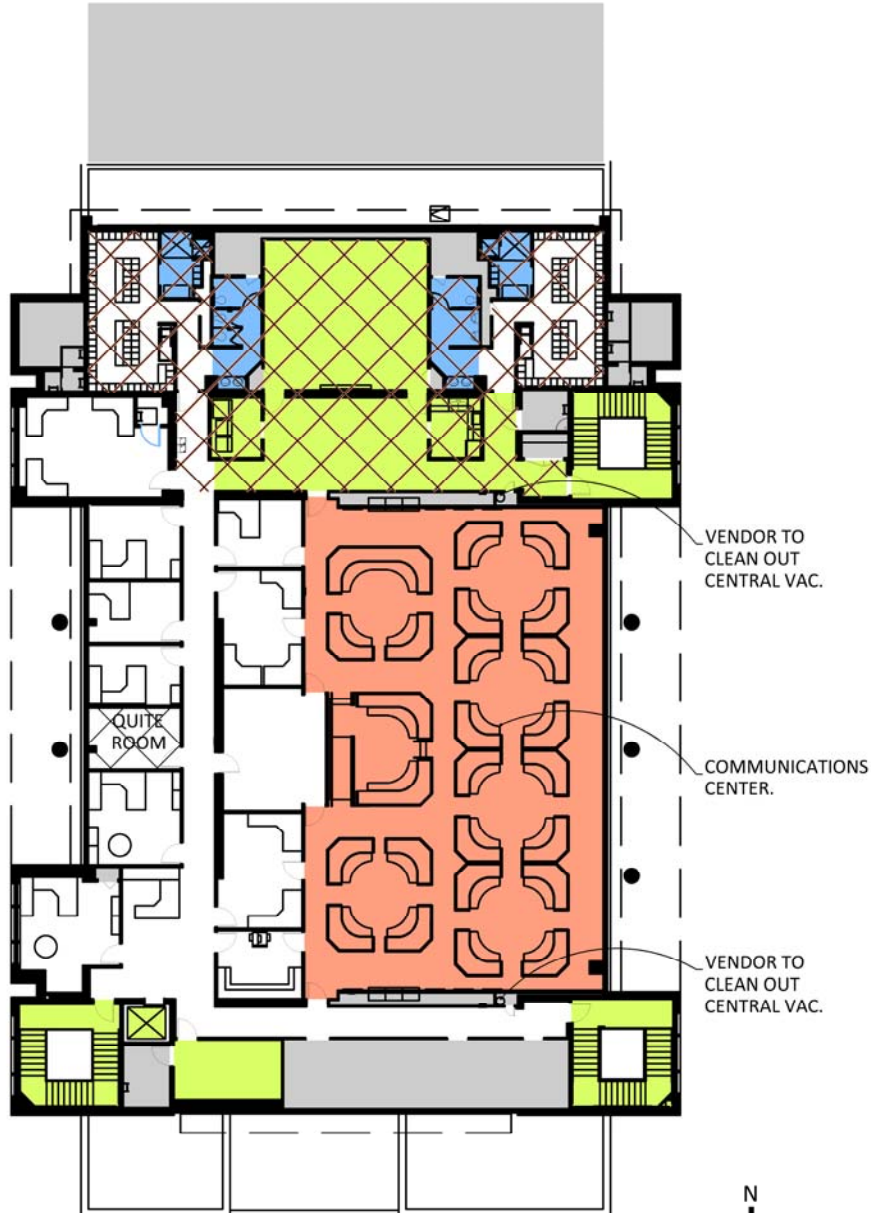 VENDOR TO
CLEAN OUT
CENTRAL VAC.
QUITE
ROOM
COMMUNICATIONS
CENTER.
VENDOR TO
CLEAN OUT
CENTRAL VAC.
N